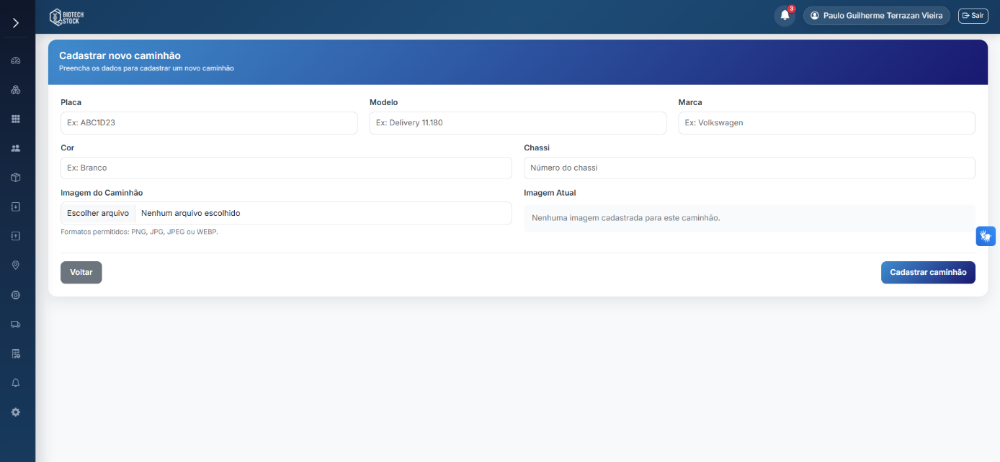 BIOTECH
STOCK
3
Paulo Guilherme Terrazan Vieira
Sair
Cadastrar novo caminhão
Preencha os dados para cadastrar um novo caminhão
Placa
Modelo
Marca
Ex: ABC1D23
Ex: Delivery 11.180
Ex: Volkswagen
Cor
Chassi
Ex: Branco
Número do chassi
Imagem do Caminhão
Imagem Atual
Escolher arquivo
Nenhum arquivo escolhido
Nenhuma imagem cadastrada para este caminhão.
Formatos permitidos: PNG, JPG, JPEG ou WEBP.
Voltar
Cadastrar caminhão